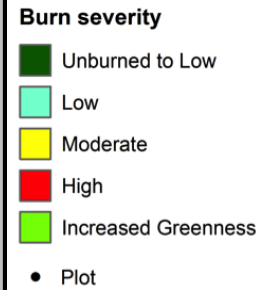 Burn severity
Unburned to Low
Low
Moderate
High
Increased Greenness
Plot